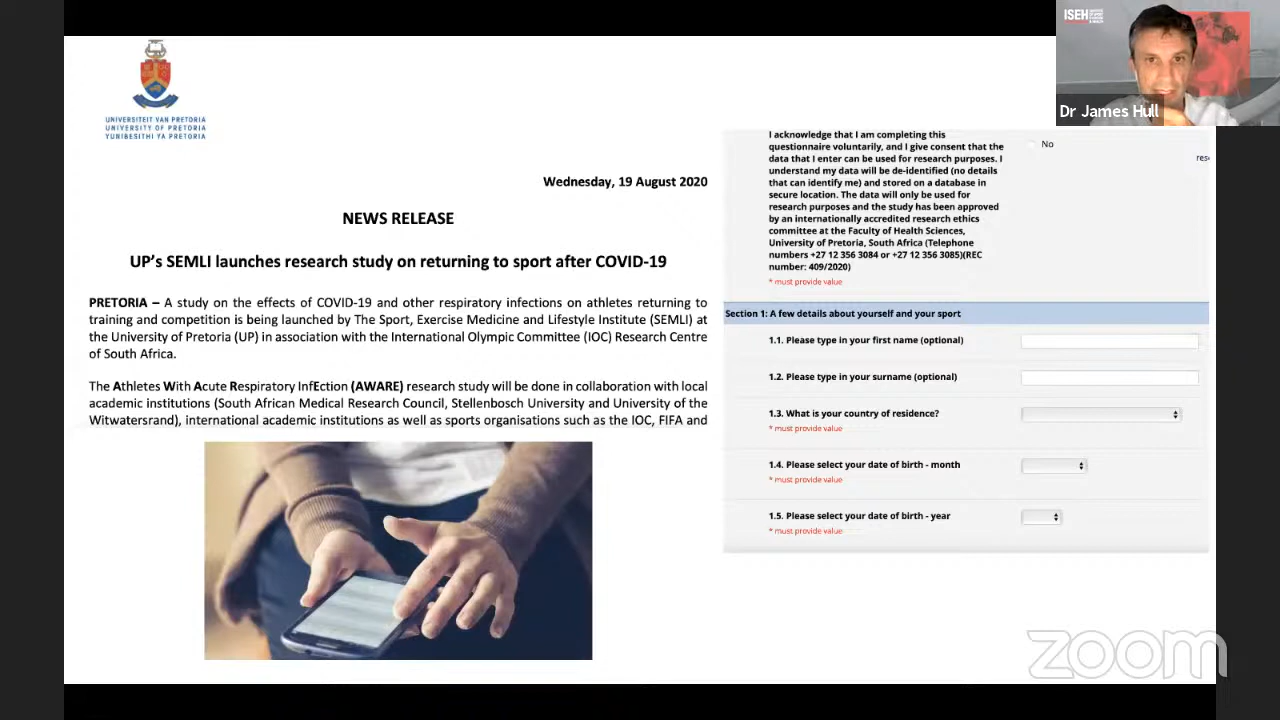 UNIVERSITEIT VAN PRETORIA
UNIVERSITY OF PRETORIA
YUNIBESITHI YA PRETORIA
Wednesday, 19 August 2020
NEWS RELEASE
UP's SEMLI launches research study on returning to sport after COVID-19
PRETORIA – A study on the effects of COVID-19 and other respiratory infections on athletes returning to
training and competition is being launched by The Sport, Exercise Medicine and Lifestyle Institute (SEMLI) at
the University of Pretoria (UP) in association with the International Olympic Committee (IOC) Research Centre
of South Africa.
The Athletes With Acute Respiratory InfEction (AWARE) research study will be done in collaboration with local
academic institutions (South African Medical Research Council, Stellenbosch University and University of the
Witwatersrand), international academic institutions as well as sports organisations such as the IOC, FIFA and
ISEH
Dr James Hull
I acknowledge that I am completing this
questionnaire voluntarily, and I give consent that the
data that I enter can be used for research purposes. I
understand my data will be de-identified (no details
that can identify me) and stored on a database in
secure location. The data will only be used for
research purposes and the study has been approved
by an internationally accredited research ethics
committee at the Faculty of Health Sciences,
University of Pretoria, South Africa (Telephone
numbers +27 12 356 3084 or +27 12 356 3085)(REC
number: 409/2020)
* must provide value
No
res
Section 1: A few details about yourself and your sport
1.1. Please type in your first name (optional)
1.2. Please type in your surname (optional)
1.3. What is your country of residence?
* must provide value
1.4. Please select your date of birth - month
* must provide value
1.5. Please select your date of birth - year
* must provide value
zoom